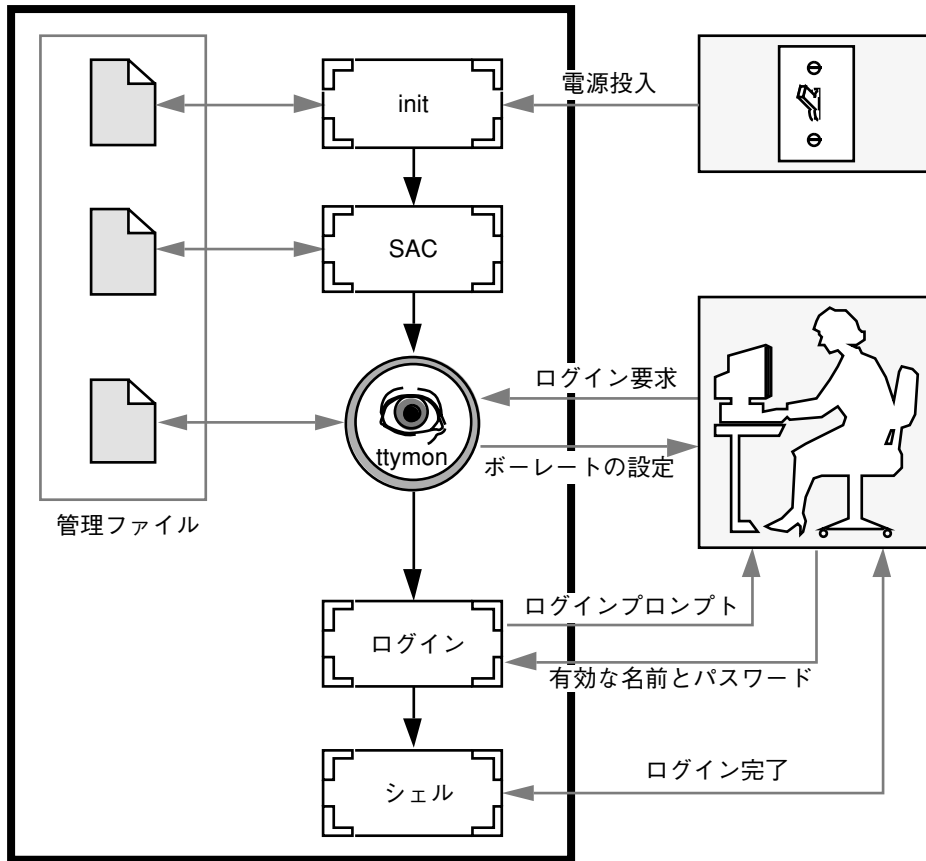 電源投入
init
SAC
ログイン要求
ttymon
ボーレートの設定
管理ファイル
ログインプロンプト
ログイン
有効な名前とパスワード
ログイン完了
シェル